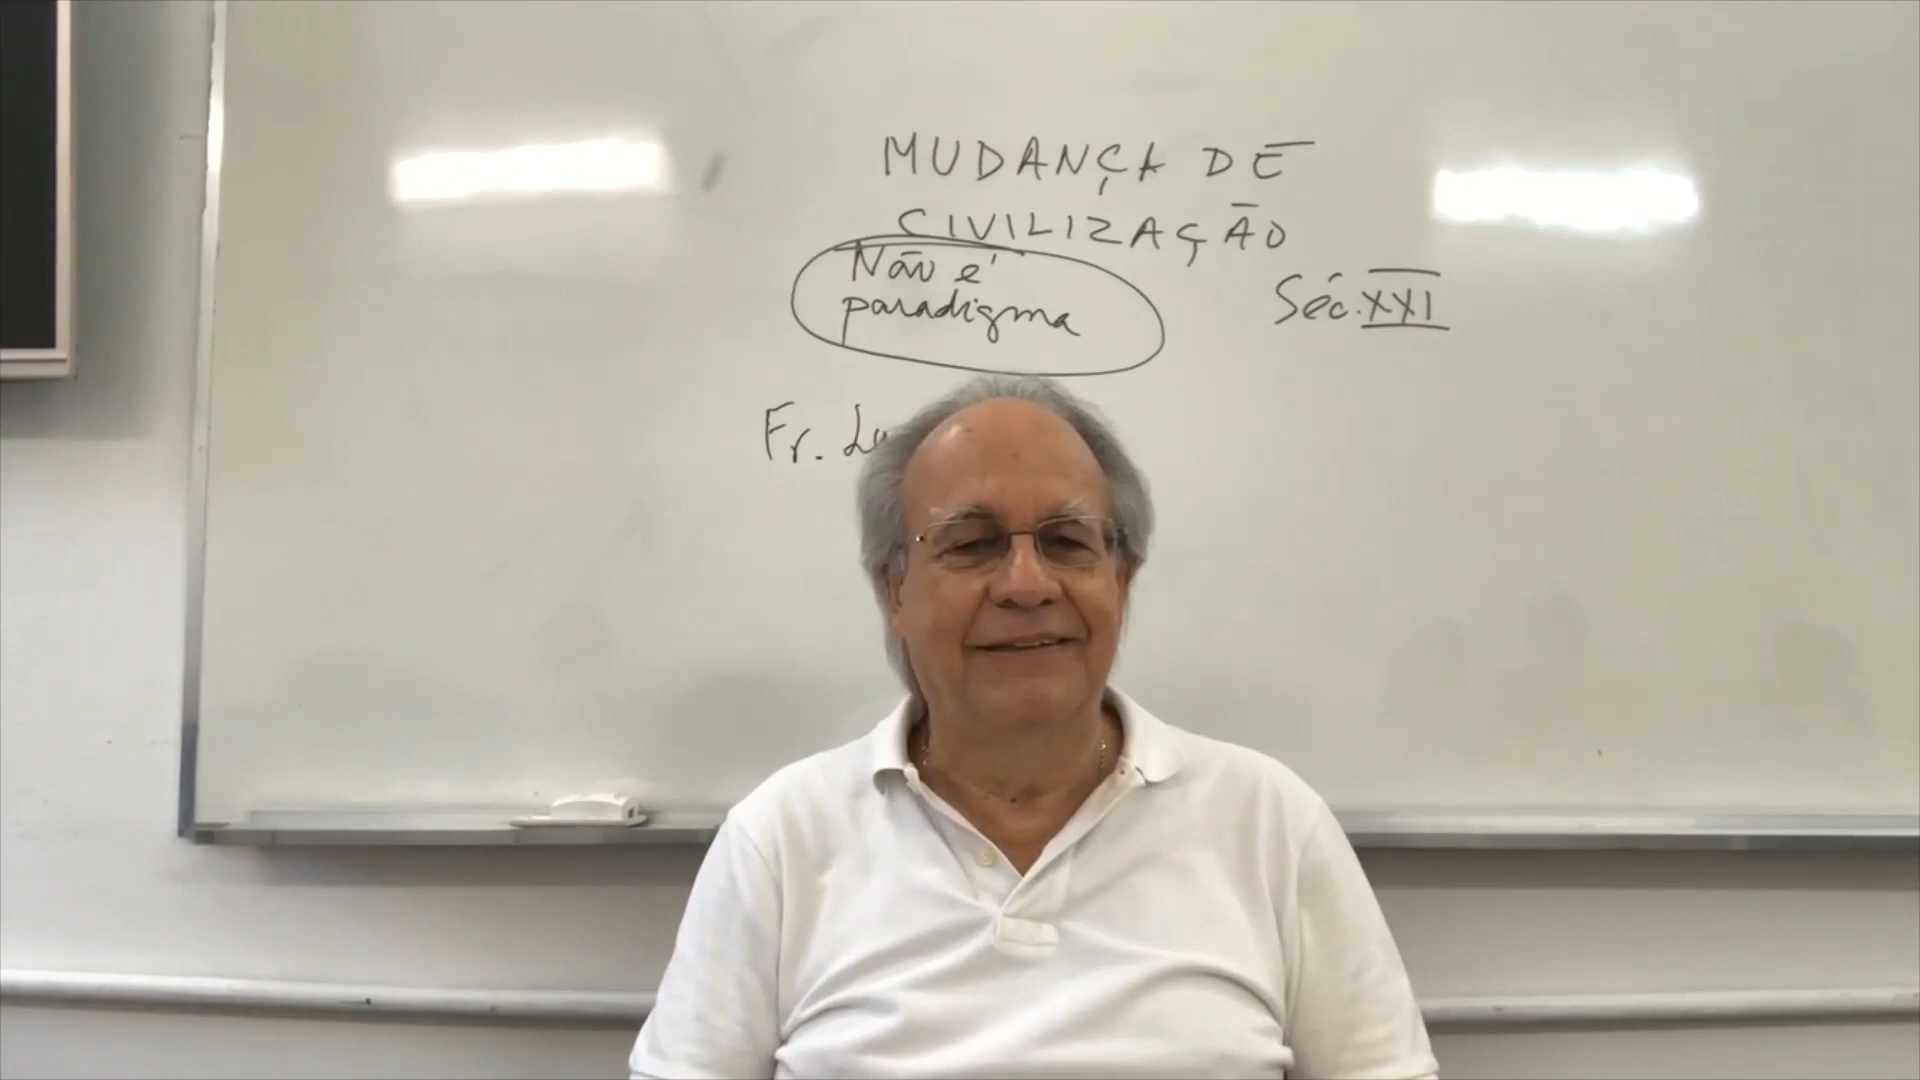 MUDANÇA DE
CIVILIZAÇÃO
Não é
paradigma
Séc. XXI
Fr.